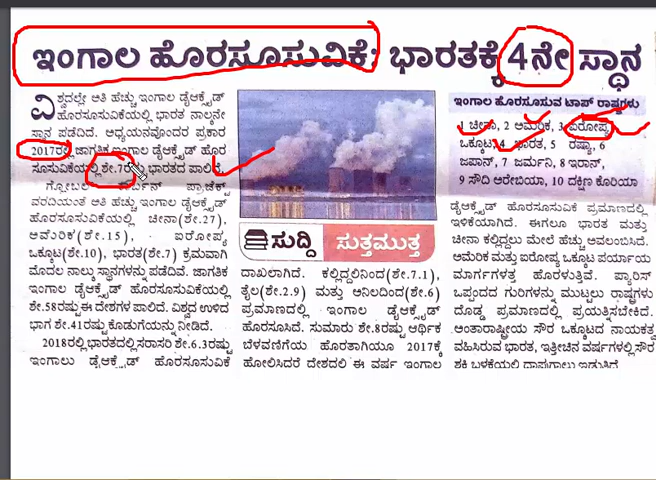 ಇಂಗಾಲ ಹೊರಸೂಸುವಿಕೆ: ಭಾರತಕ್ಕೆ 4ನೇ ಸ್ಥಾನ
ವಿಶ್ವದಲ್ಲೇ ಅತಿ ಹೆಚ್ಚು ಇಂಗಾಲ ಡೈಆಕ್ಸೈಡ್
ಹೊರಸೂಸುವಿಕೆಯಲ್ಲಿ ಭಾರತ ನಾಲ್ಕನೇ
ಸ್ಥಾನ ಪಡೆದಿದೆ. ಅಧ್ಯಯನವೊಂದರ ಪ್ರಕಾರ
2017ರಲ್ಲಿ ಜಾಗತಿಕ ಇಂಗಾಲ ಡೈಆಕ್ಸೈಡ್ ಹೊರ
ಸೂಸುವಿಕೆಯಲ್ಲಿ ಶೇ.7ರಷ್ಟು ಭಾರತದ ಪಾಲಿದೆ.
ಗ್ಲೋಬಲ್ ಕಾರ್ಬನ್ ಪ್ರಾಜೆಕ್ಟ್
ವರದಿಯಂತೆ ಅತಿ ಹೆಚ್ಚು ಇಂಗಾಲ ಡೈಆಕ್ಸೈಡ್
ಹೊರಸೂಸುವಿಕೆಯಲ್ಲಿ ಚೀನಾ(ಶೇ.27),
ಅಮೆರಿಕ(ಶೇ.15), ಐರೋಪ್ಯ
ಒಕ್ಕೂಟ(ಶೇ.10), ಭಾರತ(ಶೇ.7) ಕ್ರಮವಾಗಿ
ಮೊದಲ ನಾಲ್ಕು ಸ್ಥಾನಗಳನ್ನು ಪಡೆದಿವೆ. ಜಾಗತಿಕ
ಇಂಗಾಲ ಡೈಆಕ್ಸೈಡ್ ಹೊರಸೂಸುವಿಕೆಯಲ್ಲಿ
ಶೇ.58ರಷ್ಟು ಈ ದೇಶಗಳ ಪಾಲಿದೆ. ವಿಶ್ವದ ಉಳಿದ
ಭಾಗ ಶೇ.41ರಷ್ಟು ಕೊಡುಗೆಯನ್ನು ನೀಡಿದೆ.
2018ರಲ್ಲಿ ಭಾರತದಲ್ಲಿ ಸರಾಸರಿ ಶೇ.6.3ರಷ್ಟು
ಇಂಗಾಲು ಡೈಆಕ್ಸೈಡ್ ಹೊರಸೂಸುವಿಕೆ
ಸುದ್ದಿ ಸುತ್ತಮುತ್ತ
ದಾಖಲಾಗಿದೆ. ಕಲ್ಲಿದ್ದಲಿನಿಂದ(ಶೇ.7.1),
ತೈಲ(ಶೇ.2.9) ಮತ್ತು ಅನಿಲದಿಂದ(ಶೇ.6)
ಪ್ರಮಾಣದಲ್ಲಿ ಇಂಗಾಲ ಡೈಆಕ್ಸೈಡ್
ಹೊರಸೂಸಿದೆ. ಸುಮಾರು ಶೇ.8ರಷ್ಟು ಆರ್ಥಿಕ
ಬೆಳವಣಿಗೆಯ ಹೊರತಾಗಿಯೂ 2017ಕ್ಕೆ
ಹೋಲಿಸಿದರೆ ದೇಶದಲಿ ಈ ವರ್ಷ ಇಂಗಾಲ
ಇಂಗಾಲ ಹೊರಸೂಸುವ ಟಾಪ್ ರಾಷ್ಟ್ರಗಳು
1 ಚೀನಾ, 2 ಅಮೆರಿಕ, 3 ಐರೋಪ್ಯ
ಒಕ್ಕೂಟ, 4 ಭಾರತ, 5 ರಷ್ಯಾ, 6
ಜಪಾನ್, 7 ಜರ್ಮನಿ, 8 ಇರಾನ್,
9 ಸೌದಿ ಅರೇಬಿಯಾ, 10 ದಕ್ಷಿಣ ಕೊರಿಯಾ
ಡೈಆಕ್ಸೈಡ್ ಹೊರಸೂಸುವಿಕೆ ಪ್ರಮಾಣದಲ್ಲಿ
ಇಳಿಕೆಯಾಗಿದೆ. ಈಗಲೂ ಭಾರತ ಮತ್ತು
ಚೀನಾ ಕಲ್ಲಿದ್ದಲು ಮೇಲೆ ಹೆಚ್ಚು ಅವಲಂಬಿಸಿದೆ.
ಅಮೆರಿಕ ಮತ್ತು ಐರೋಪ್ಯ ಒಕ್ಕೂಟ ಪರ್ಯಾಯ
ಮಾರ್ಗಗಳತ್ತ ಹೊರಳುತ್ತಿವೆ. ಪ್ಯಾರಿಸ್
ಒಪ್ಪಂದದ ಗುರಿಗಳನ್ನು ಮುಟ್ಟಲು ರಾಷ್ಟ್ರಗಳು
ದೊಡ್ಡ ಪ್ರಮಾಣದಲ್ಲಿ ಪ್ರಯತ್ನಿಸಬೇಕಿದೆ.
ಅಂತಾರಾಷ್ಟ್ರೀಯ ಸೌರ ಒಕ್ಕೂಟದ ನಾಯಕತ್ವ
ವಹಿಸಿರುವ ಭಾರತ, ಇತ್ತೀಚಿನ ವರ್ಷಗಳಲ್ಲಿ ಸೌರ
ಶಕ್ತಿ ಬಳಕೆಯಲ್ಲಿ